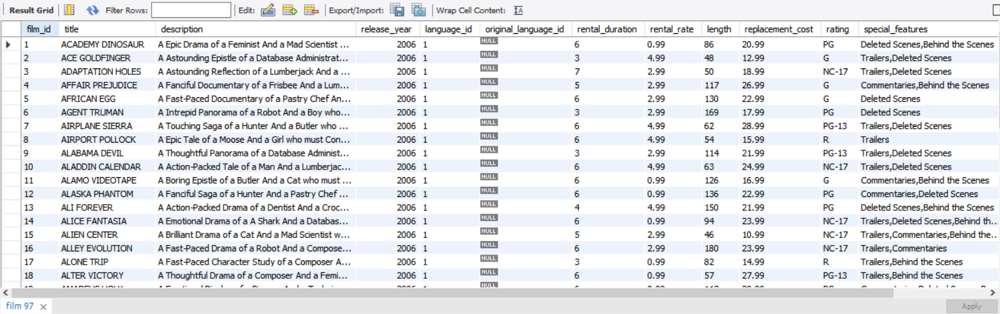 Result Grid Filter Rows: Edit: Export/Import: Wrap Cell Content: IA
film_id title description release_year language_id original_language_id rental_duration rental_rate length replacement_cost rating special_features
1 ACADEMY DINOSAUR A Epic Drama of a Feminist And a Mad Scientist ... 2006 1 NULL 6 0.99 86 20.99 PG Deleted Scenes,Behind the Scenes
2 ACE GOLDFINGER A Astounding Epistle of a Database Administrat... 2006 1 NULL 3 4.99 48 12.99 G Trailers,Deleted Scenes
3 ADAPTATION HOLES A Astounding Reflection of a Lumberjack And a ... 2006 1 NULL 7 2.99 50 18.99 NC-17 Trailers,Deleted Scenes
4 AFFAIR PREJUDICE A Fanciful Documentary of a Frisbee And a Lum... 2006 1 NULL 5 2.99 117 26.99 G Commentaries,Behind the Scenes
5 AFRICAN EGG A Fast-Paced Documentary of a Pastry Chef An... 2006 1 NULL 6 2.99 130 22.99 G Deleted Scenes
6 AGENT TRUMAN A Intrepid Panorama of a Robot And a Boy who... 2006 1 NULL 3 2.99 169 17.99 PG Deleted Scenes
7 AIRPLANE SIERRA A Touching Saga of a Hunter And a Butler who ... 2006 1 NULL 6 4.99 62 28.99 PG-13 Trailers,Deleted Scenes
8 AIRPORT POLLOCK A Epic Tale of a Moose And a Girl who must Con... 2006 1 NULL 6 4.99 54 15.99 R Trailers
9 ALABAMA DEVIL A Thoughtful Panorama of a Database Administ... 2006 1 NULL 3 2.99 114 21.99 PG-13 Trailers,Deleted Scenes
10 ALADDIN CALENDAR A Action-Packed Tale of a Man And a Lumberjac... 2006 1 NULL 6 4.99 63 24.99 NC-17 Trailers,Deleted Scenes
11 ALAMO VIDEOTAPE A Boring Epistle of a Butler And a Cat who must ... 2006 1 NULL 6 0.99 126 16.99 G Commentaries,Behind the Scenes
12 ALASKA PHANTOM A Fanciful Saga of a Hunter And a Pastry Chef ... 2006 1 NULL 6 0.99 136 22.99 PG Commentaries,Deleted Scenes
13 ALI FOREVER A Action-Packed Drama of a Dentist And a Croc... 2006 1 NULL 4 4.99 150 21.99 PG Deleted Scenes,Behind the Scenes
14 ALICE FANTASIA A Emotional Drama of a A Shark And a Databas... 2006 1 NULL 6 0.99 94 23.99 NC-17 Trailers,Deleted Scenes,Behind th...
15 ALIEN CENTER A Brilliant Drama of a Cat And a Mad Scientist w... 2006 1 NULL 5 2.99 46 10.99 NC-17 Trailers,Commentaries,Behind the...
16 ALLEY EVOLUTION A Fast-Paced Drama of a Robot And a Compose... 2006 1 NULL 6 2.99 180 23.99 NC-17 Trailers,Commentaries
17 ALONE TRIP A Fast-Paced Character Study of a Composer A... 2006 1 NULL 3 0.99 82 14.99 R Trailers,Behind the Scenes
18 ALTER VICTORY A Thoughtful Drama of a Composer And a Femi... 2006 1 NULL 6 0.99 57 27.99 PG-13 Trailers,Behind the Scenes
NULL
film 97 Apply